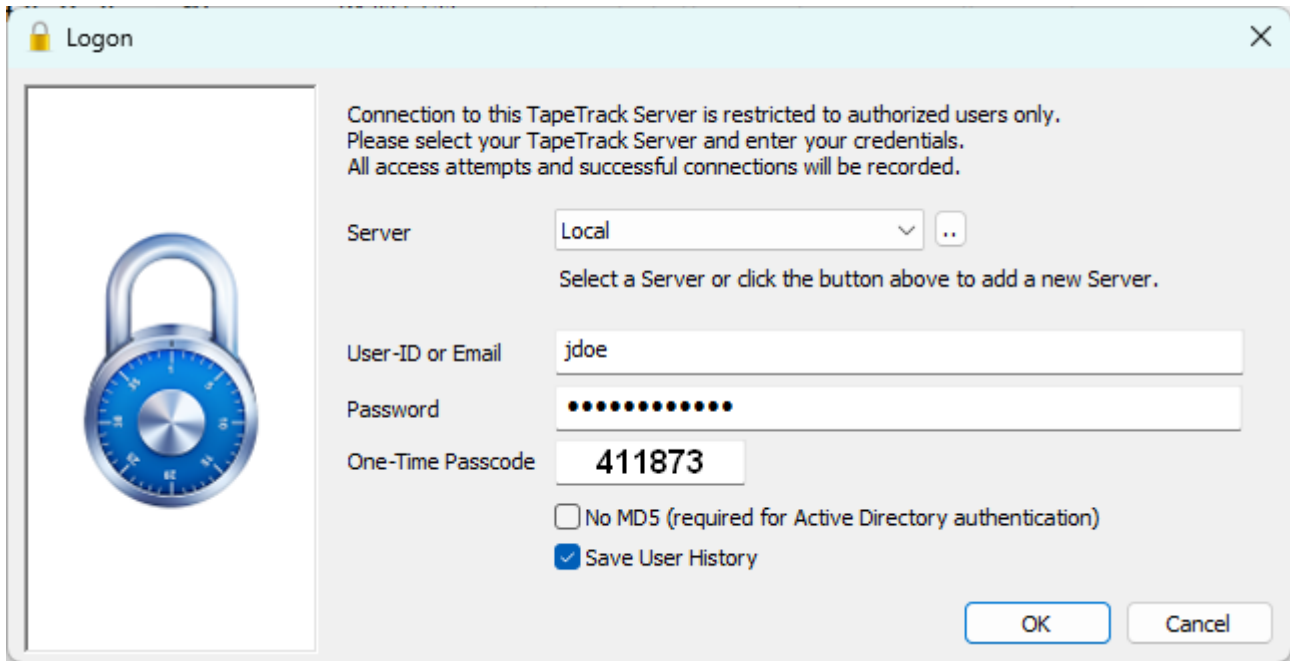 Logon
Connection to this TapeTrack Server is restricted to authorized users only.
Please select your TapeTrack Server and enter your credentials.
All access attempts and successful connections will be recorded.
Server Local ..
Select a Server or click the button above to add a new Server.
User-ID or Email jdoe
Password ••••••••••••
One-Time Passcode 411873
No MD5 (required for Active Directory authentication)
Save User History
OK Cancel